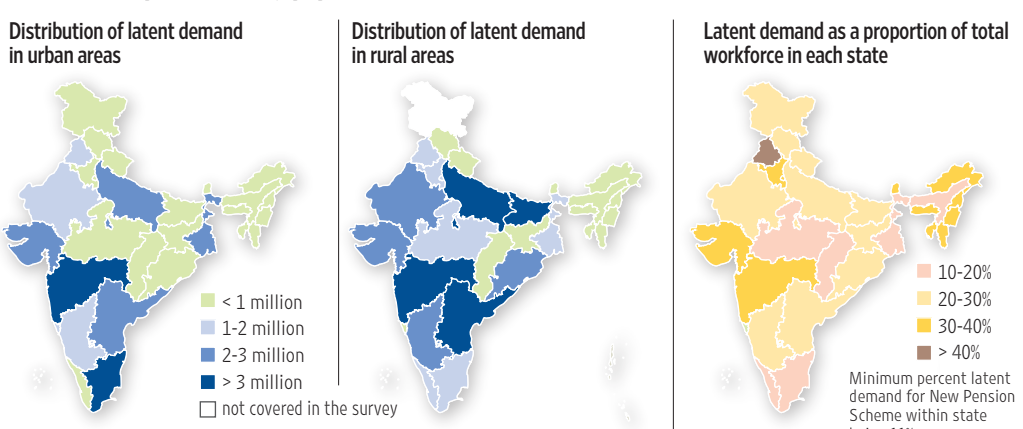 Distribution of latent demand
in urban areas
Distribution of latent demand
in rural areas
Latent demand as a proportion of total
workforce in each state
< 1 million
1-2 million
2-3 million
> 3 million
not covered in the survey
10-20%
20-30%
30-40%
> 40%
Minimum percent latent
demand for New Pension
Scheme within state